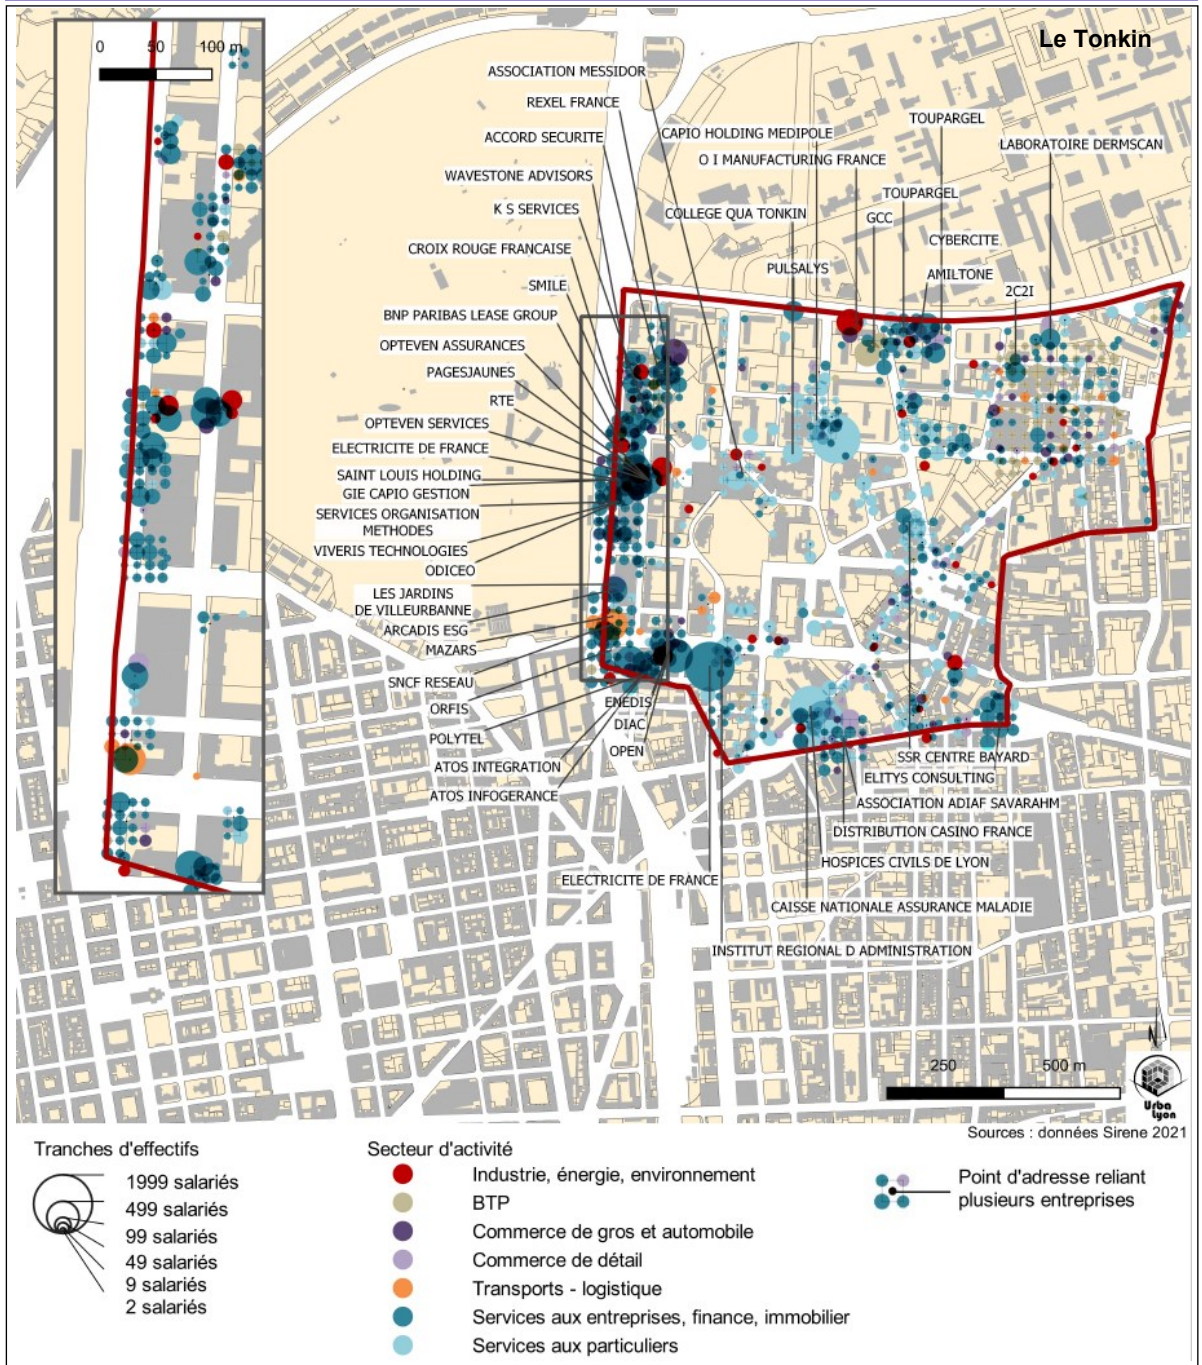 Le Tonkin
0 50 100 m
ASSOCIATION MESSIDOR
REXEL FRANCE
ACCORD SECURITE
WAVESTONE ADVISORS
K S SERVICES
CROIX ROUGE FRANCAISE
SMILE
BNP PARIBAS LEASE GROUP
OPTEVEN ASSURANCES
PAGESJAUNES
RTE
OPTEVEN SERVICES
ELECTRICITE DE FRANCE
SAINT LOUIS HOLDING
GIE CAPIO GESTION
SERVICES ORGANISATION
METHODES
VIVERIS TECHNOLOGIES
ODICEO
LES JARDINS
DE VILLEURBANNE
ARCADIS ESG
MAZARS
SNCF RESEAU
ORFIS
POLYTEL
ATOS INTEGRATION
ATOS INFOGERANCE
CAPIO HOLDING MEDIPOLE
O I MANUFACTURING FRANCE
COLLEGE QUA TONKIN
PULSALYS
TOUPARGEL
LABORATOIRE DERMSCAN
TOUPARGEL
GCC
CYBERCITE
AMILTONE
2C2I
ENEDIS
DIAC
OPEN
SSR CENTRE BAYARD
ELITYS CONSULTING
ASSOCIATION ADIAF SAVARAHM
DISTRIBUTION CASINO FRANCE
HOSPICES CIVILS DE LYON
ELECTRICITE DE FRANCE
CAISSE NATIONALE ASSURANCE MALADIE
INSTITUT REGIONAL D ADMINISTRATION
N
250 500 m
Urba
Lyon
Sources : données Sirene 2021
Tranches d'effectifs
1999 salariés
499 salariés
99 salariés
49 salariés
9 salariés
2 salariés
Secteur d'activité
Industrie, énergie, environnement
BTP
Commerce de gros et automobile
Commerce de détail
Transports - logistique
Services aux entreprises, finance, immobilier
Services aux particuliers
Point d'adresse reliant
plusieurs entreprises